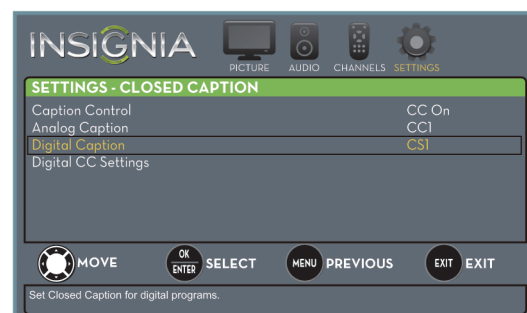 INSIGNIA
PICTURE AUDIO CHANNELS SETTINGS
SETTINGS - CLOSED CAPTION
Caption Control CC On
Analog Caption CC1
Digital Caption CS1
Digital CC Settings
MOVE OK ENTER SELECT MENU PREVIOUS EXIT EXIT
Set Closed Caption for digital programs.